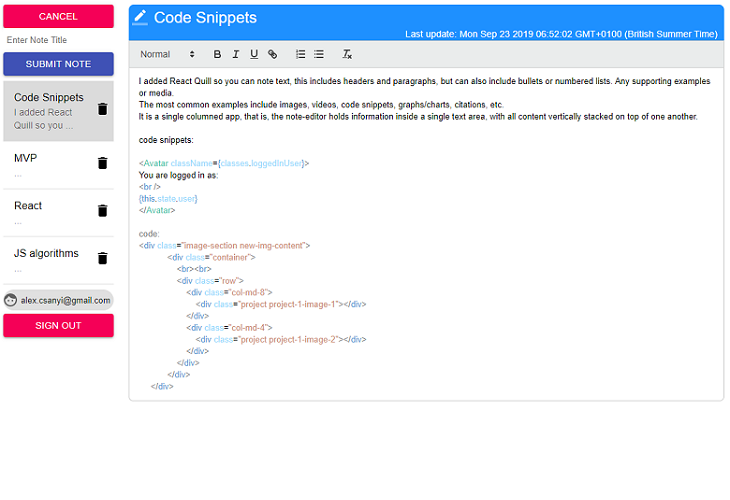 CANCEL
Enter Note Title
SUBMIT NOTE
Code Snippets
I added React
Quill so you ...
MVP
...
React
...
JS algorithms
...
alex.csanyi@gmail.com
SIGN OUT
Code Snippets
Last update: Mon Sep 23 2019 06:52:02 GMT+0100 (British Summer Time)
Normal B I U
I added React Quill so you can note text, this includes headers and paragraphs, but can also include bullets or numbered lists. Any supporting examples
or media.
The most common examples include images, videos, code snippets, graphs/charts, citations, etc.
It is a single columned app, that is, the note-editor holds information inside a single text area, with all content vertically stacked on top of one another.
code snippets:
<Avatar className={classes.loggedInUser}>
You are logged in as:
<br />
{this.state.user}
</Avatar>
code:
<div class="image-section new-img-content">
<div class="container">
<br><br>
<div class="row">
<div class="col-md-8">
<div class="project project-1-image-1"></div>
</div>
<div class="col-md-4">
<div class="project project-1-image-2"></div>
</div>
</div>
</div>
</div>